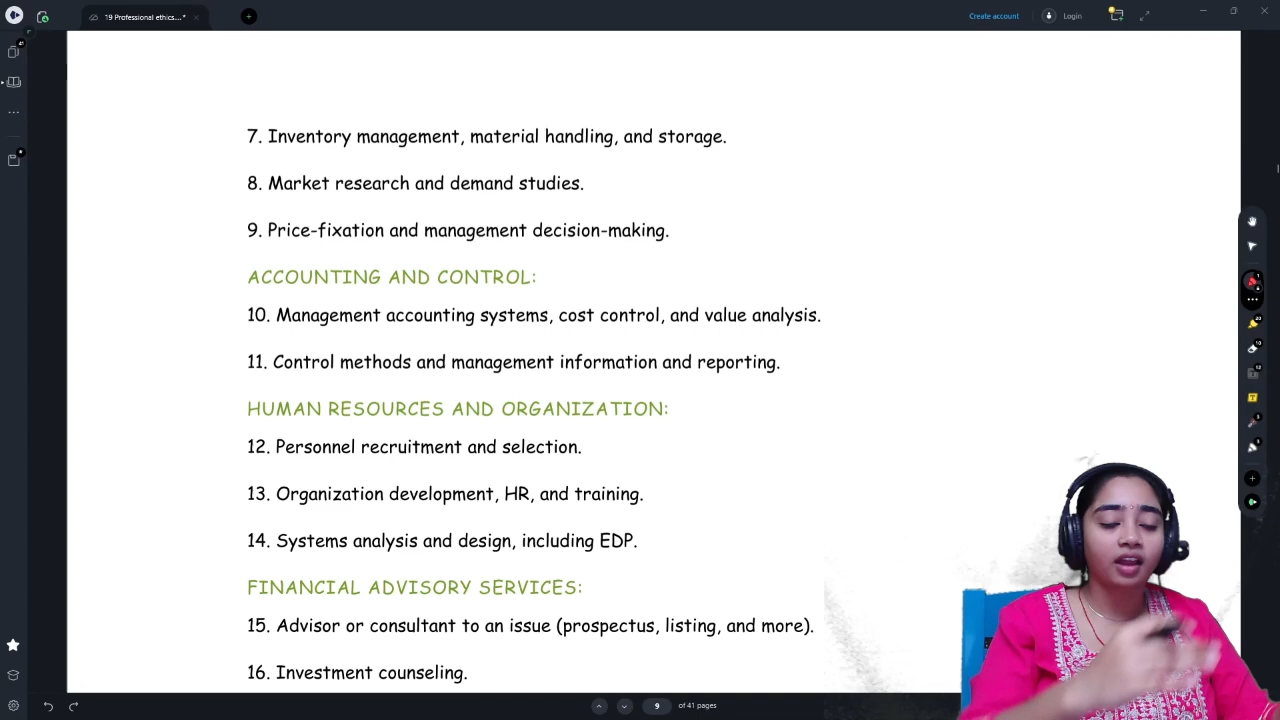 19 Professional ethics....*
Create account
Login
7. Inventory management, material handling, and storage.
8. Market research and demand studies.
9. Price-fixation and management decision-making.
ACCOUNTING AND CONTROL:
10. Management accounting systems, cost control, and value analysis.
11. Control methods and management information and reporting.
HUMAN RESOURCES AND ORGANIZATION:
12. Personnel recruitment and selection.
13. Organization development, HR, and training.
14. Systems analysis and design, including EDP.
FINANCIAL ADVISORY SERVICES:
15. Advisor or consultant to an issue (prospectus, listing, and more).
16. Investment counseling.
9 of 41 pages